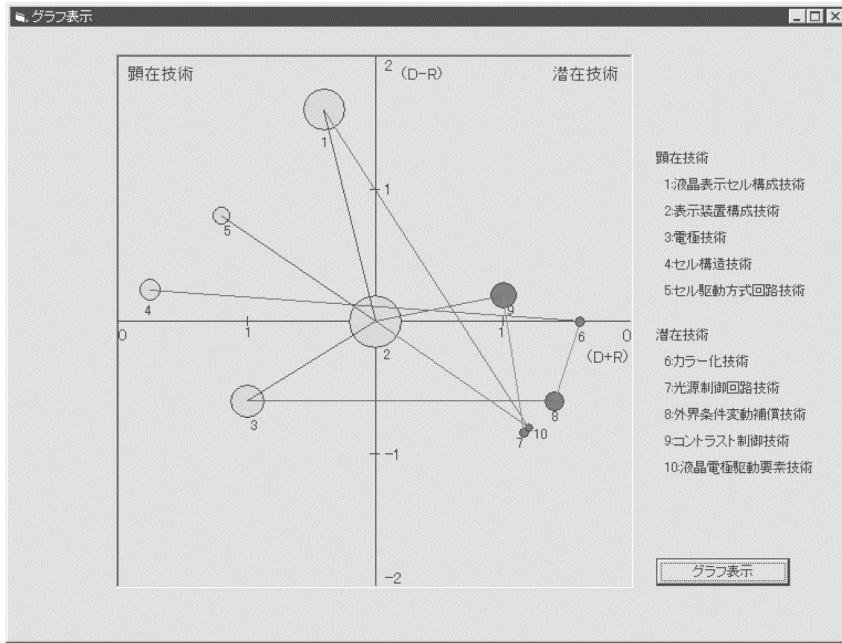 グラフ表示
顕在技術
2 (D-R)
潜在技術
1
1
5
4
9
0
1
1
6
0
2
(D+R)
3
8
7
10
-1
-2
顕在技術
1:液晶表示セル構成技術
2:表示装置構成技術
3:電極技術
4:セル構造技術
5:セル駆動方式回路技術
潜在技術
6:カラー化技術
7:光源制御回路技術
8:外界条件変動補償技術
9:コントラスト制御技術
10:液晶電極駆動要素技術
グラフ表示